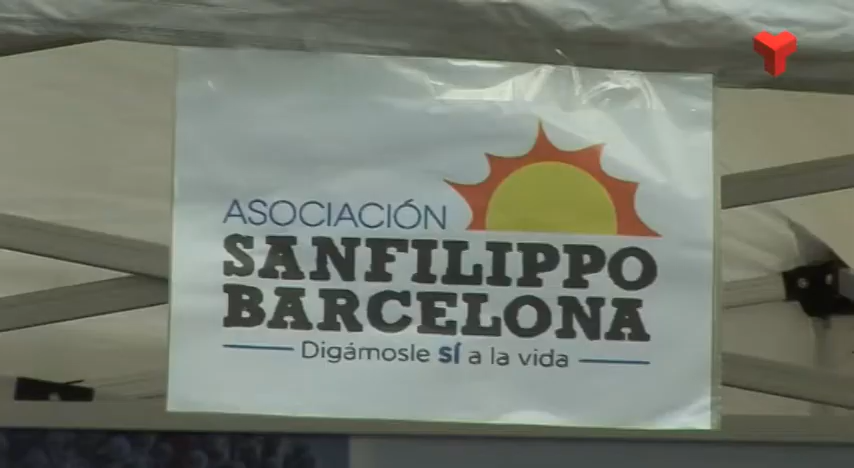 ASOCIACIÓN
SANFILIPPO
BARCELONA
Digámosle sí a la vida